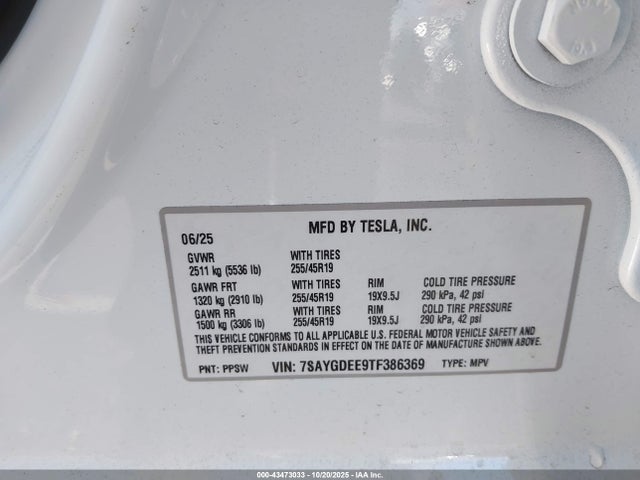 06/25 MFD BY TESLA, INC.
GVWR WITH TIRES
2511 kg (5536 lb) 255/45R19
GAWR FRT WITH TIRES RIM COLD TIRE PRESSURE
1320 kg (2910 lb) 255/45R19 19X9.5J 290 kPa, 42 psi
GAWR RR WITH TIRES RIM COLD TIRE PRESSURE
1500 kg (3306 lb) 255/45R19 19X9.5J 290 kPa, 42 psi
THIS VEHICLE CONFORMS TO ALL APPLICABLE U.S. FEDERAL MOTOR VEHICLE SAFETY AND
THEFT PREVENTION STANDARDS IN EFFECT ON THE DATE OF MANUFACTURE SHOWN ABOVE.
PNT: PPSW VIN: 7SAYGDEE9TF386369 TYPE: MPV
000-43473033 - 10/20/2025 - IAA Inc.